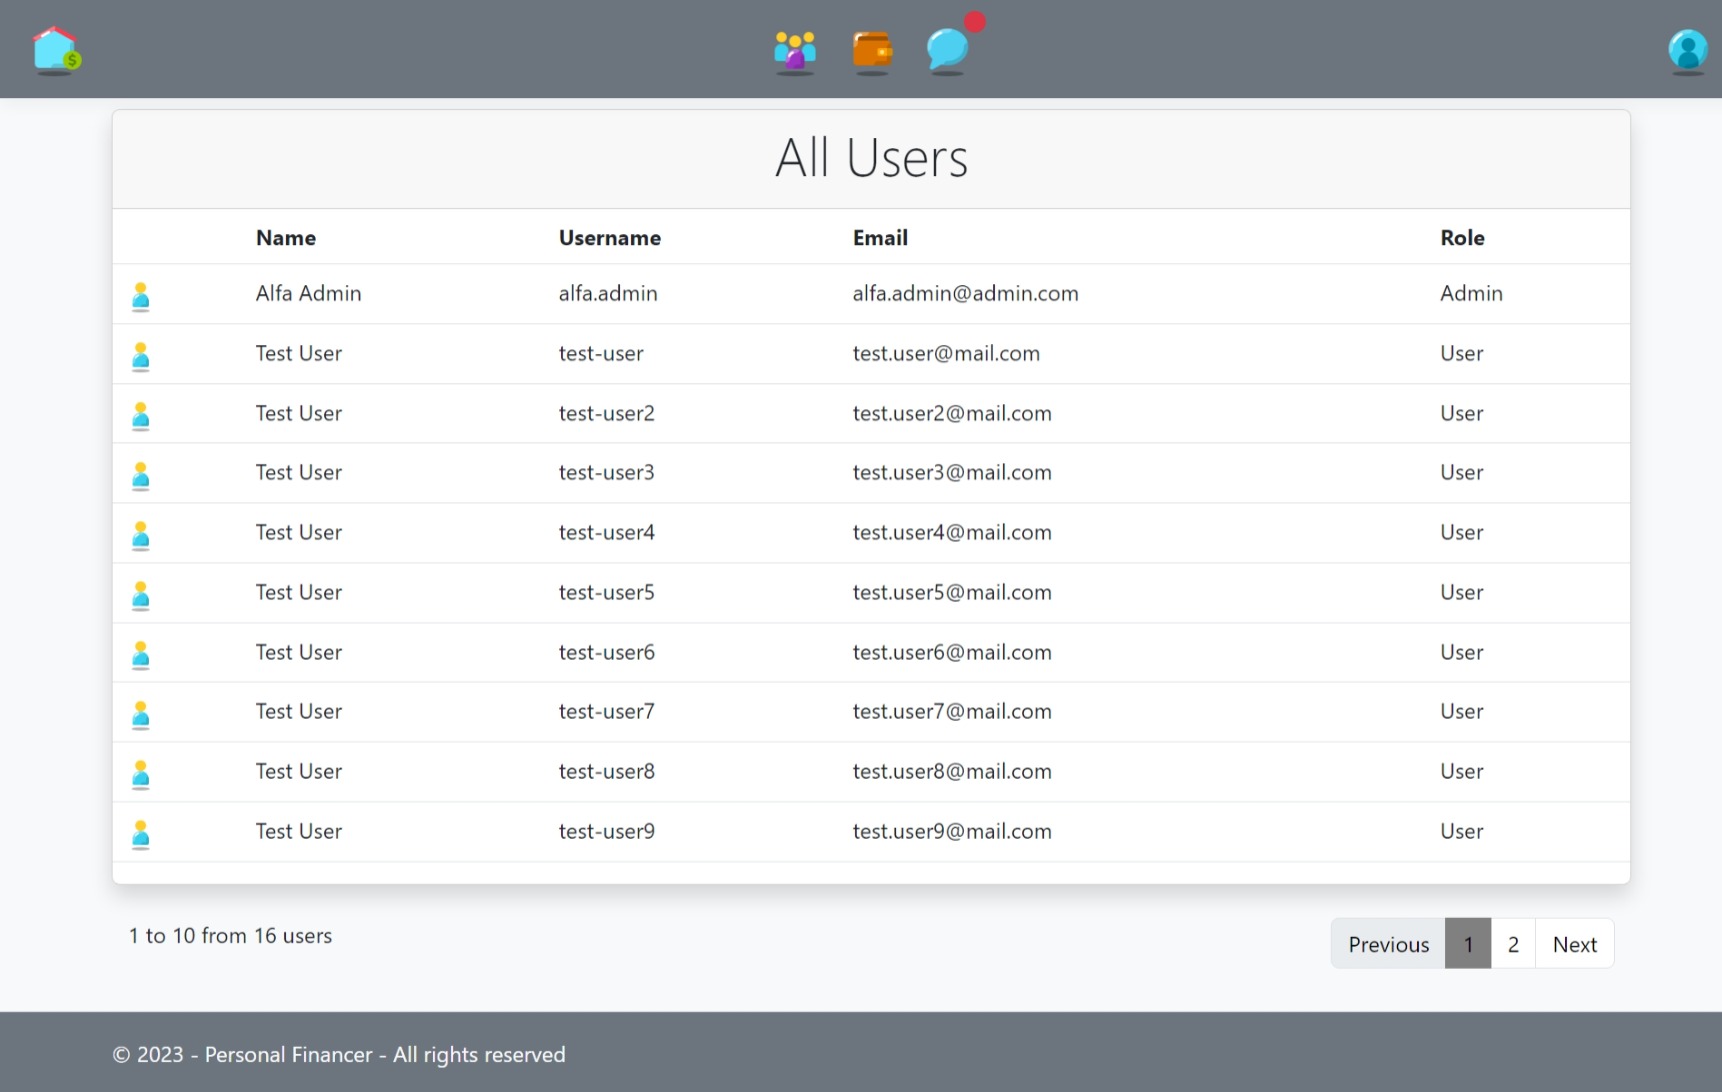 All Users
Name Username Email Role
Alfa Admin alfa.admin alfa.admin@admin.com Admin
Test User test-user test.user@mail.com User
Test User test-user2 test.user2@mail.com User
Test User test-user3 test.user3@mail.com User
Test User test-user4 test.user4@mail.com User
Test User test-user5 test.user5@mail.com User
Test User test-user6 test.user6@mail.com User
Test User test-user7 test.user7@mail.com User
Test User test-user8 test.user8@mail.com User
Test User test-user9 test.user9@mail.com User
1 to 10 from 16 users
Previous 1 2 Next
© 2023 - Personal Financer - All rights reserved